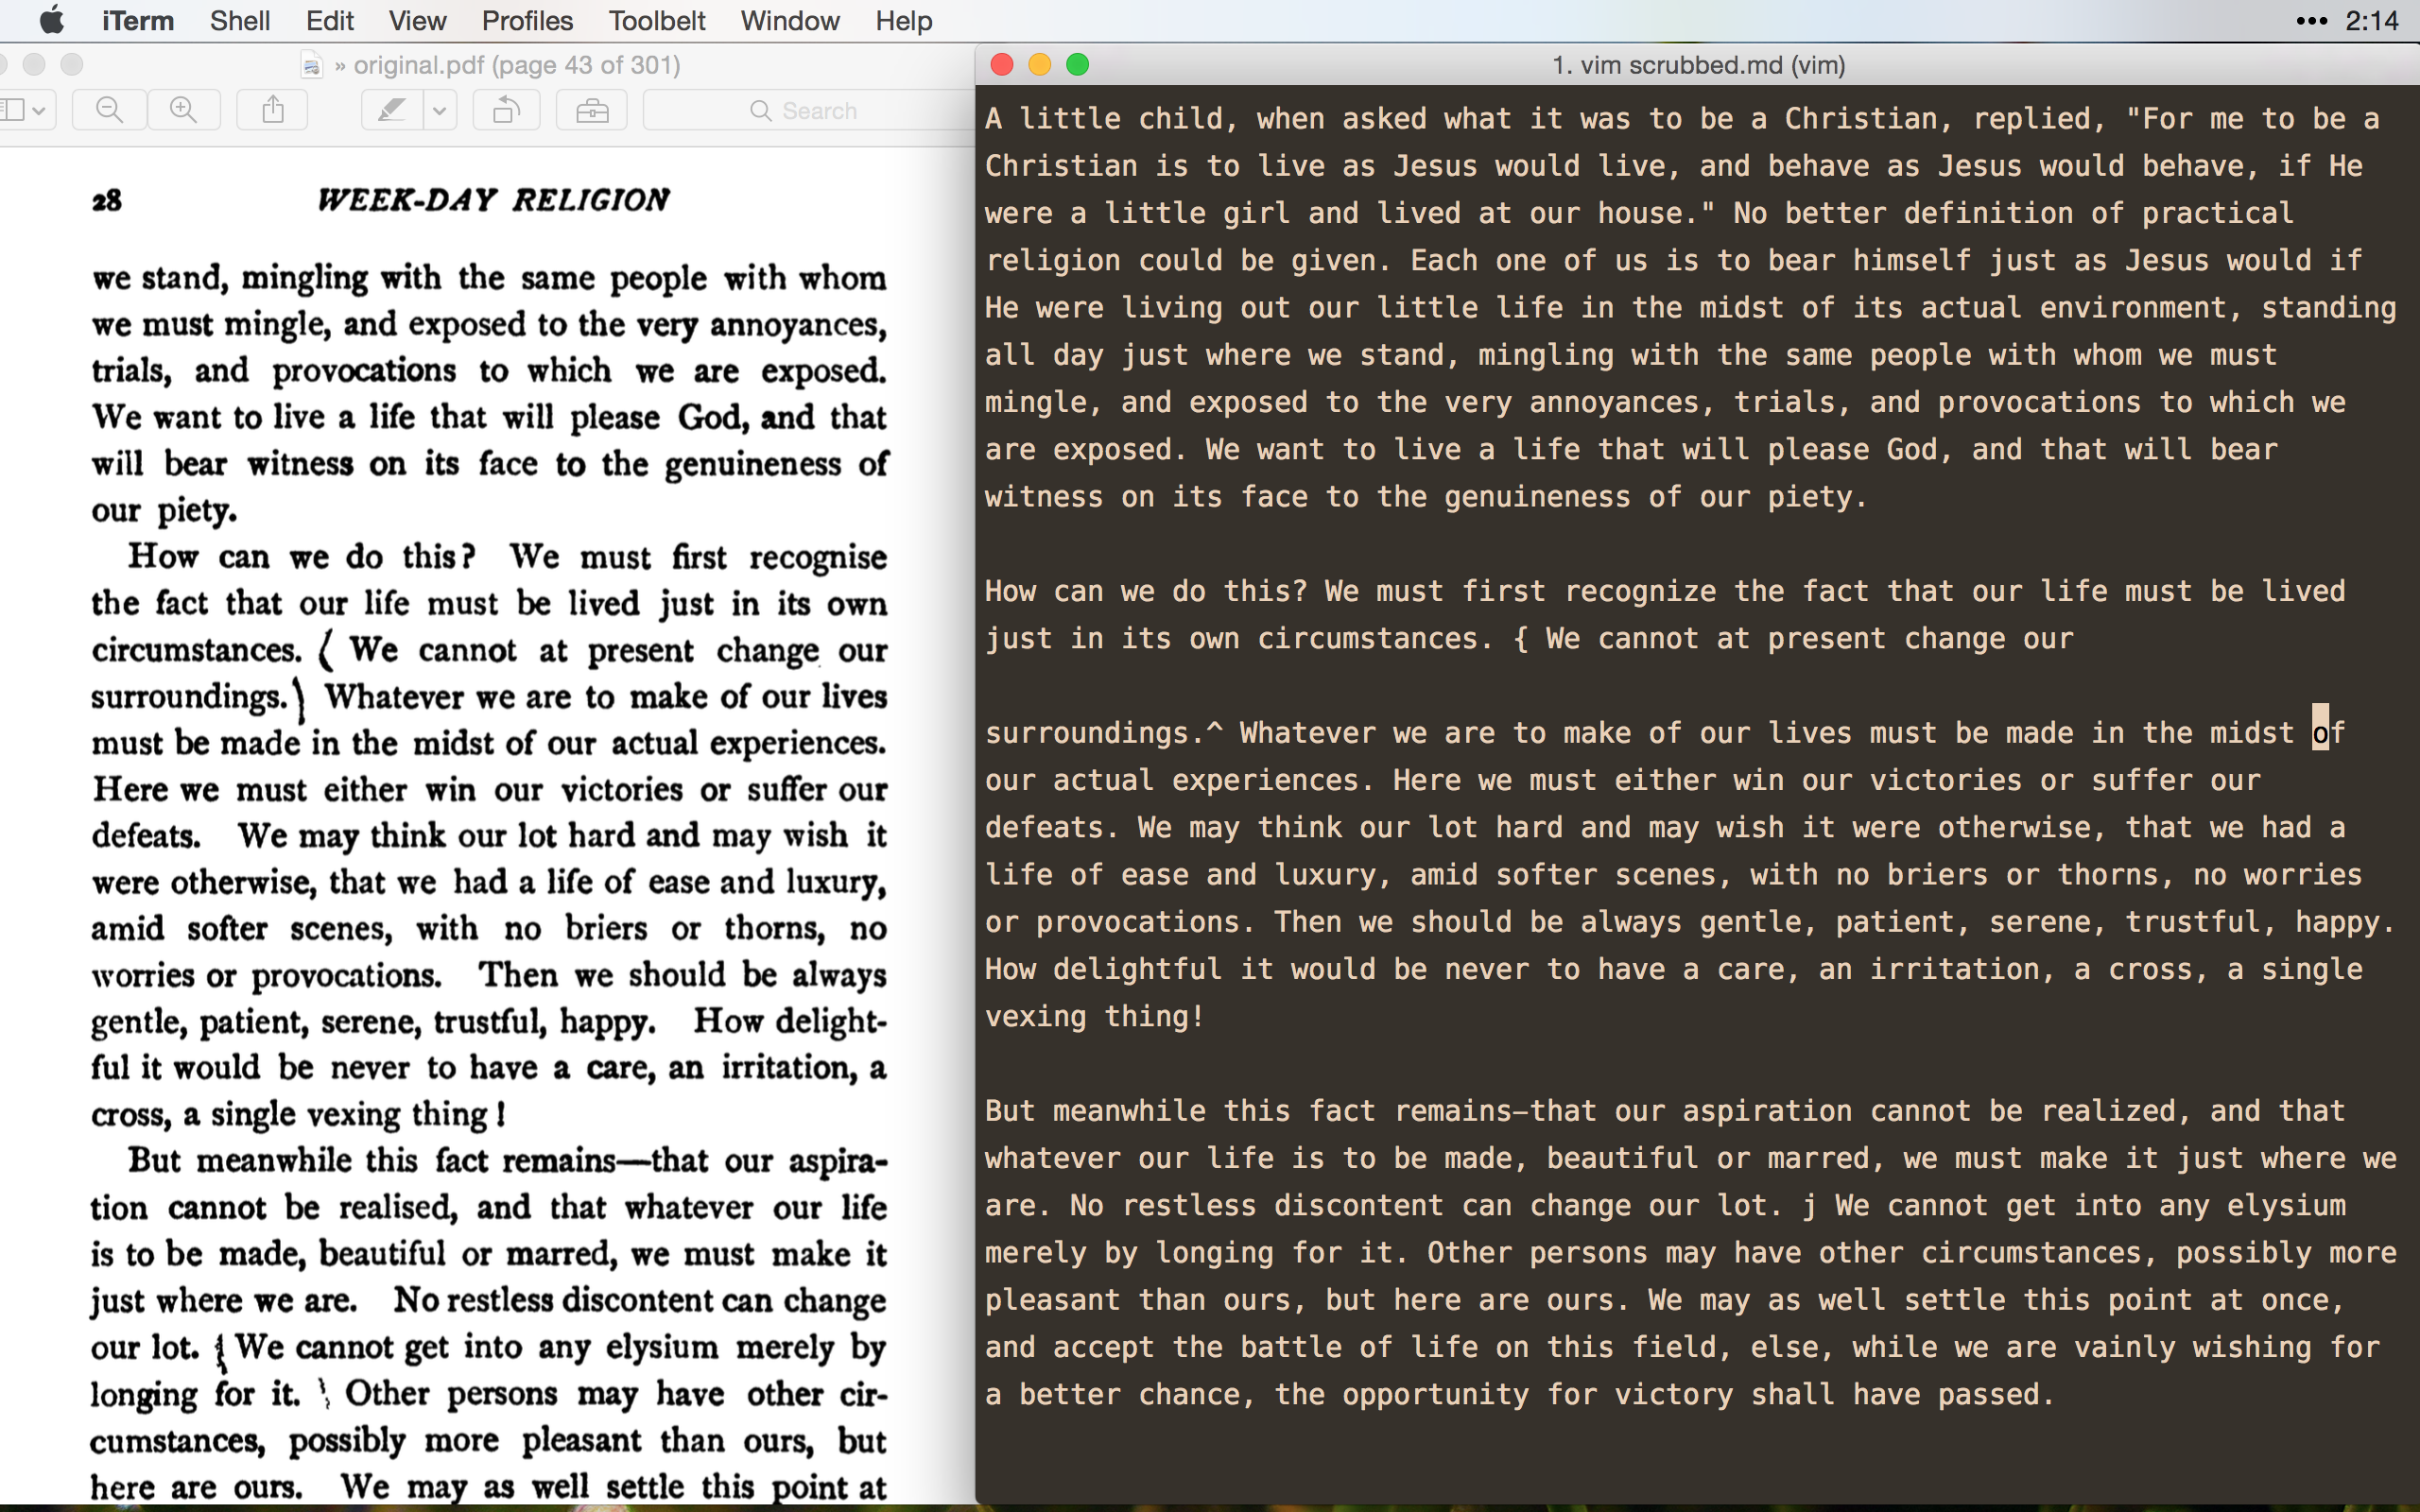 iTerm Shell Edit View Profiles Toolbelt Window Help ••• 2:14
» original.pdf (page 43 of 301)
Search
28 WEEK-DAY RELIGION
we stand, mingling with the same people with whom
we must mingle, and exposed to the very annoyances,
trials, and provocations to which we are exposed.
We want to live a life that will please God, and that
will bear witness on its face to the genuineness of
our piety.
How can we do this? We must first recognise
the fact that our life must be lived just in its own
circumstances. ( We cannot at present change our
surroundings.) Whatever we are to make of our lives
must be made in the midst of our actual experiences.
Here we must either win our victories or suffer our
defeats. We may think our lot hard and may wish it
were otherwise, that we had a life of ease and luxury,
amid softer scenes, with no briers or thorns, no
worries or provocations. Then we should be always
gentle, patient, serene, trustful, happy. How delight-
ful it would be never to have a care, an irritation, a
cross, a single vexing thing!
But meanwhile this fact remains—that our aspira-
tion cannot be realised, and that whatever our life
is to be made, beautiful or marred, we must make it
just where we are. No restless discontent can change
our lot. { We cannot get into any elysium merely by
longing for it. } Other persons may have other cir-
cumstances, possibly more pleasant than ours, but
here are ours. We may as well settle this point at
1. vim scrubbed.md (vim)
A little child, when asked what it was to be a Christian, replied, "For me to be a
Christian is to live as Jesus would live, and behave as Jesus would behave, if He
were a little girl and lived at our house." No better definition of practical
religion could be given. Each one of us is to bear himself just as Jesus would if
He were living out our little life in the midst of its actual environment, standing
all day just where we stand, mingling with the same people with whom we must
mingle, and exposed to the very annoyances, trials, and provocations to which we
are exposed. We want to live a life that will please God, and that will bear
witness on its face to the genuineness of our piety.
How can we do this? We must first recognize the fact that our life must be lived
just in its own circumstances. { We cannot at present change our
surroundings.^ Whatever we are to make of our lives must be made in the midst of
our actual experiences. Here we must either win our victories or suffer our
defeats. We may think our lot hard and may wish it were otherwise, that we had a
life of ease and luxury, amid softer scenes, with no briers or thorns, no worries
or provocations. Then we should be always gentle, patient, serene, trustful, happy.
How delightful it would be never to have a care, an irritation, a cross, a single
vexing thing!
But meanwhile this fact remains—that our aspiration cannot be realized, and that
whatever our life is to be made, beautiful or marred, we must make it just where we
are. No restless discontent can change our lot. j We cannot get into any elysium
merely by longing for it. Other persons may have other circumstances, possibly more
pleasant than ours, but here are ours. We may as well settle this point at once,
and accept the battle of life on this field, else, while we are vainly wishing for
a better chance, the opportunity for victory shall have passed.